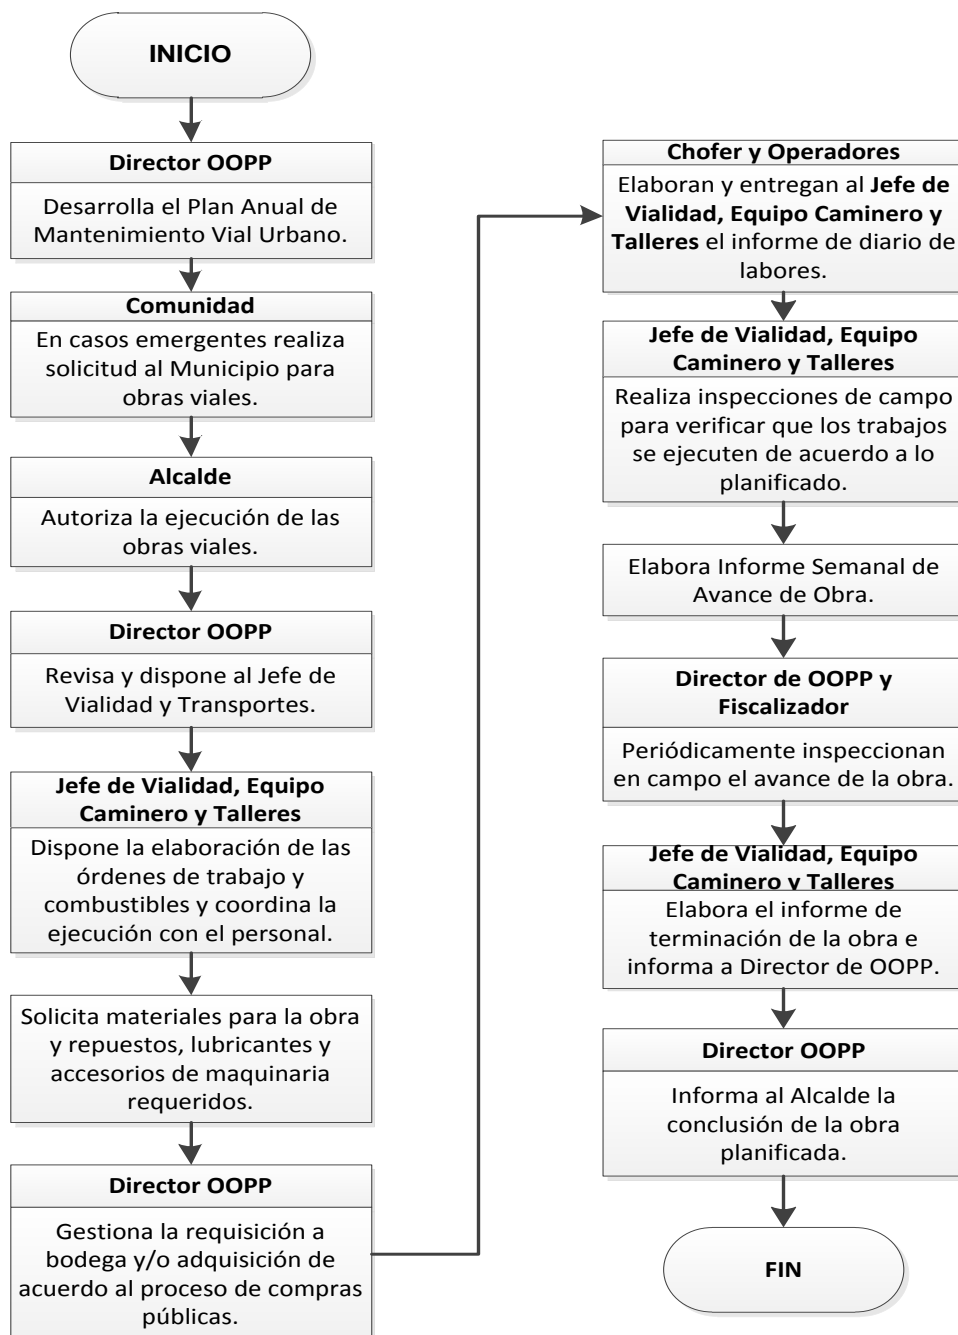 INICIO
Director OOPP
Desarrolla el Plan Anual de
Mantenimiento Vial Urbano.
Comunidad
En casos emergentes realiza
solicitud al Municipio para
obras viales.
Alcalde
Autoriza la ejecución de las
obras viales.
Director OOPP
Revisa y dispone al Jefe de
Vialidad y Transportes.
Jefe de Vialidad, Equipo
Caminero y Talleres
Dispone la elaboración de las
órdenes de trabajo y
combustibles y coordina la
ejecución con el personal.
Solicita materiales para la obra
y repuestos, lubricantes y
accesorios de maquinaria
requeridos.
Director OOPP
Gestiona la requisición a
bodega y/o adquisición de
acuerdo al proceso de compras
públicas.
Chofer y Operadores
Elaboran y entregan al Jefe de
Vialidad, Equipo Caminero y
Talleres el informe de diario de
labores.
Jefe de Vialidad, Equipo
Caminero y Talleres
Realiza inspecciones de campo
para verificar que los trabajos
se ejecuten de acuerdo a lo
planificado.
Elabora Informe Semanal de
Avance de Obra.
Director de OOPP y
Fiscalizador
Periódicamente inspeccionan
en campo el avance de la obra.
Jefe de Vialidad, Equipo
Caminero y Talleres
Elabora el informe de
terminación de la obra e
informa a Director de OOPP.
Director OOPP
Informa al Alcalde la
conclusión de la obra
planificada.
FIN